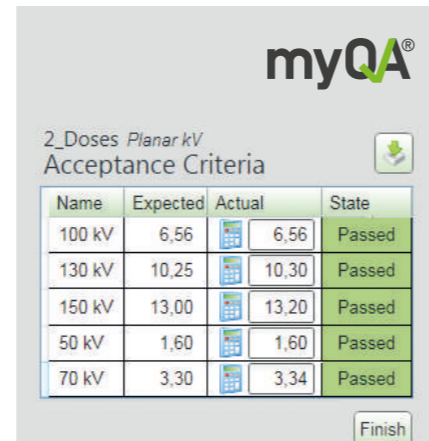 myQA®
2_Doses Planar kV
Acceptance Criteria
Name Expected Actual State
100 kV 6,56 6,56 Passed
130 kV 10,25 10,30 Passed
150 kV 13,00 13,20 Passed
50 kV 1,60 1,60 Passed
70 kV 3,30 3,34 Passed
Finish